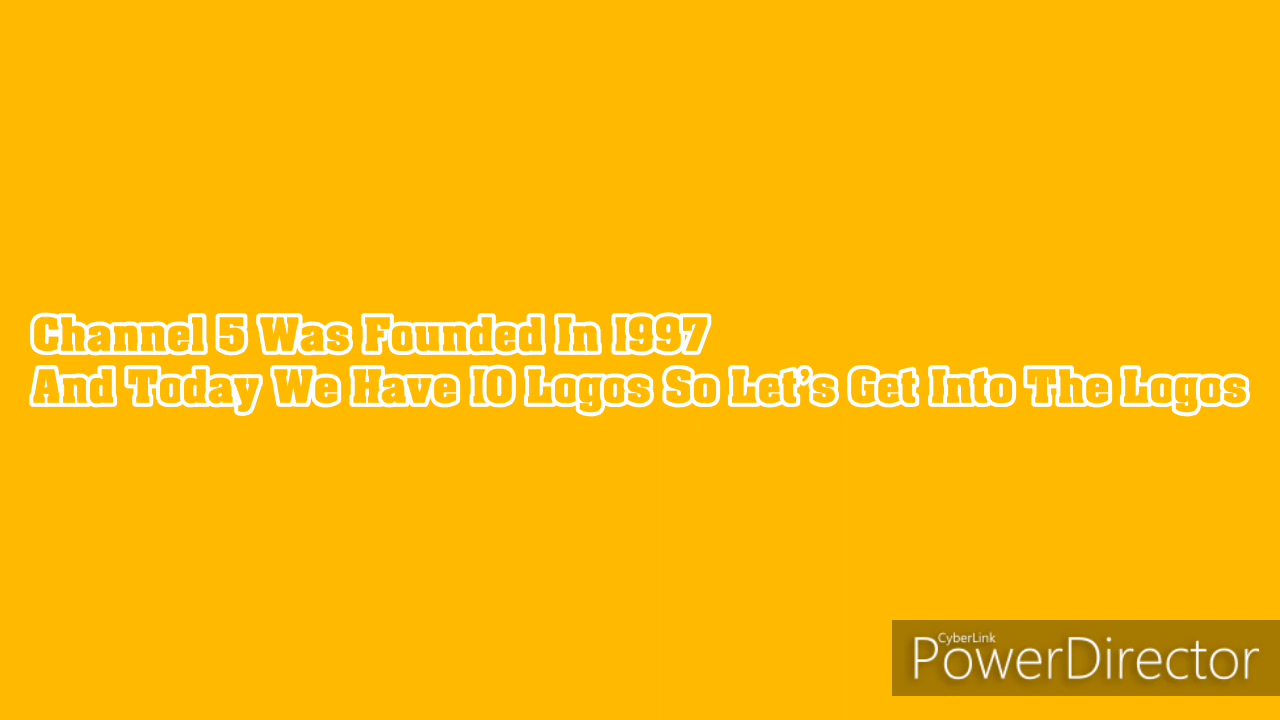 Channel 5 Was Founded In 1997
And Today We Have 10 Logos So Let's Get Into The Logos
CyberLink
PowerDirector